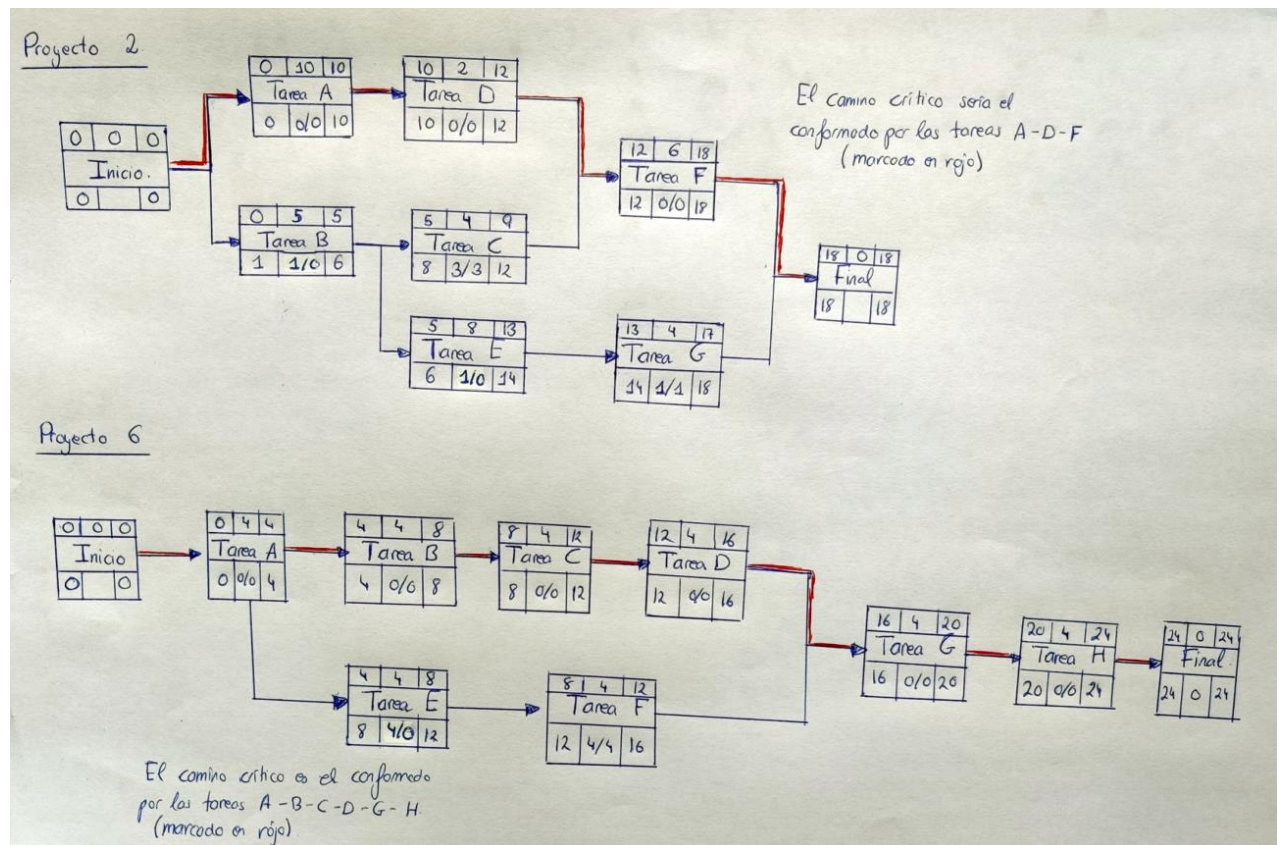 Proyecto 2.
0 0 0
Inicio.
0 0
0 10 10
Tarea A
0 0/0 10
10 2 12
Tarea D
10 0/0 12
0 5 5
Tarea B
1 1/0 6
5 4 9
Tarea C
8 3/3 12
5 8 13
Tarea E
6 1/0 14
12 6 18
Tarea F
12 0/0 18
13 4 17
Tarea G
14 1/1 18
18 0 18
Final
18 18
El camino crítico sería el
conformado por las tareas A-D-F
(marcado en rojo)
Proyecto 6
0 0 0
Inicio
0 0
0 4 4
Tarea A
0 0/0 4
4 4 8
Tarea B
4 0/0 8
8 4 12
Tarea C
8 0/0 12
12 4 16
Tarea D
12 0/0 16
4 4 8
Tarea E
8 4/0 12
8 4 12
Tarea F
12 4/4 16
16 4 20
Tarea G
16 0/0 20
20 4 24
Tarea H
20 0/0 24
24 0 24
Final.
24 0 24
El camino crítico es el conformado
por las tareas A-B-C-D-G-H.
(marcado en rojo)